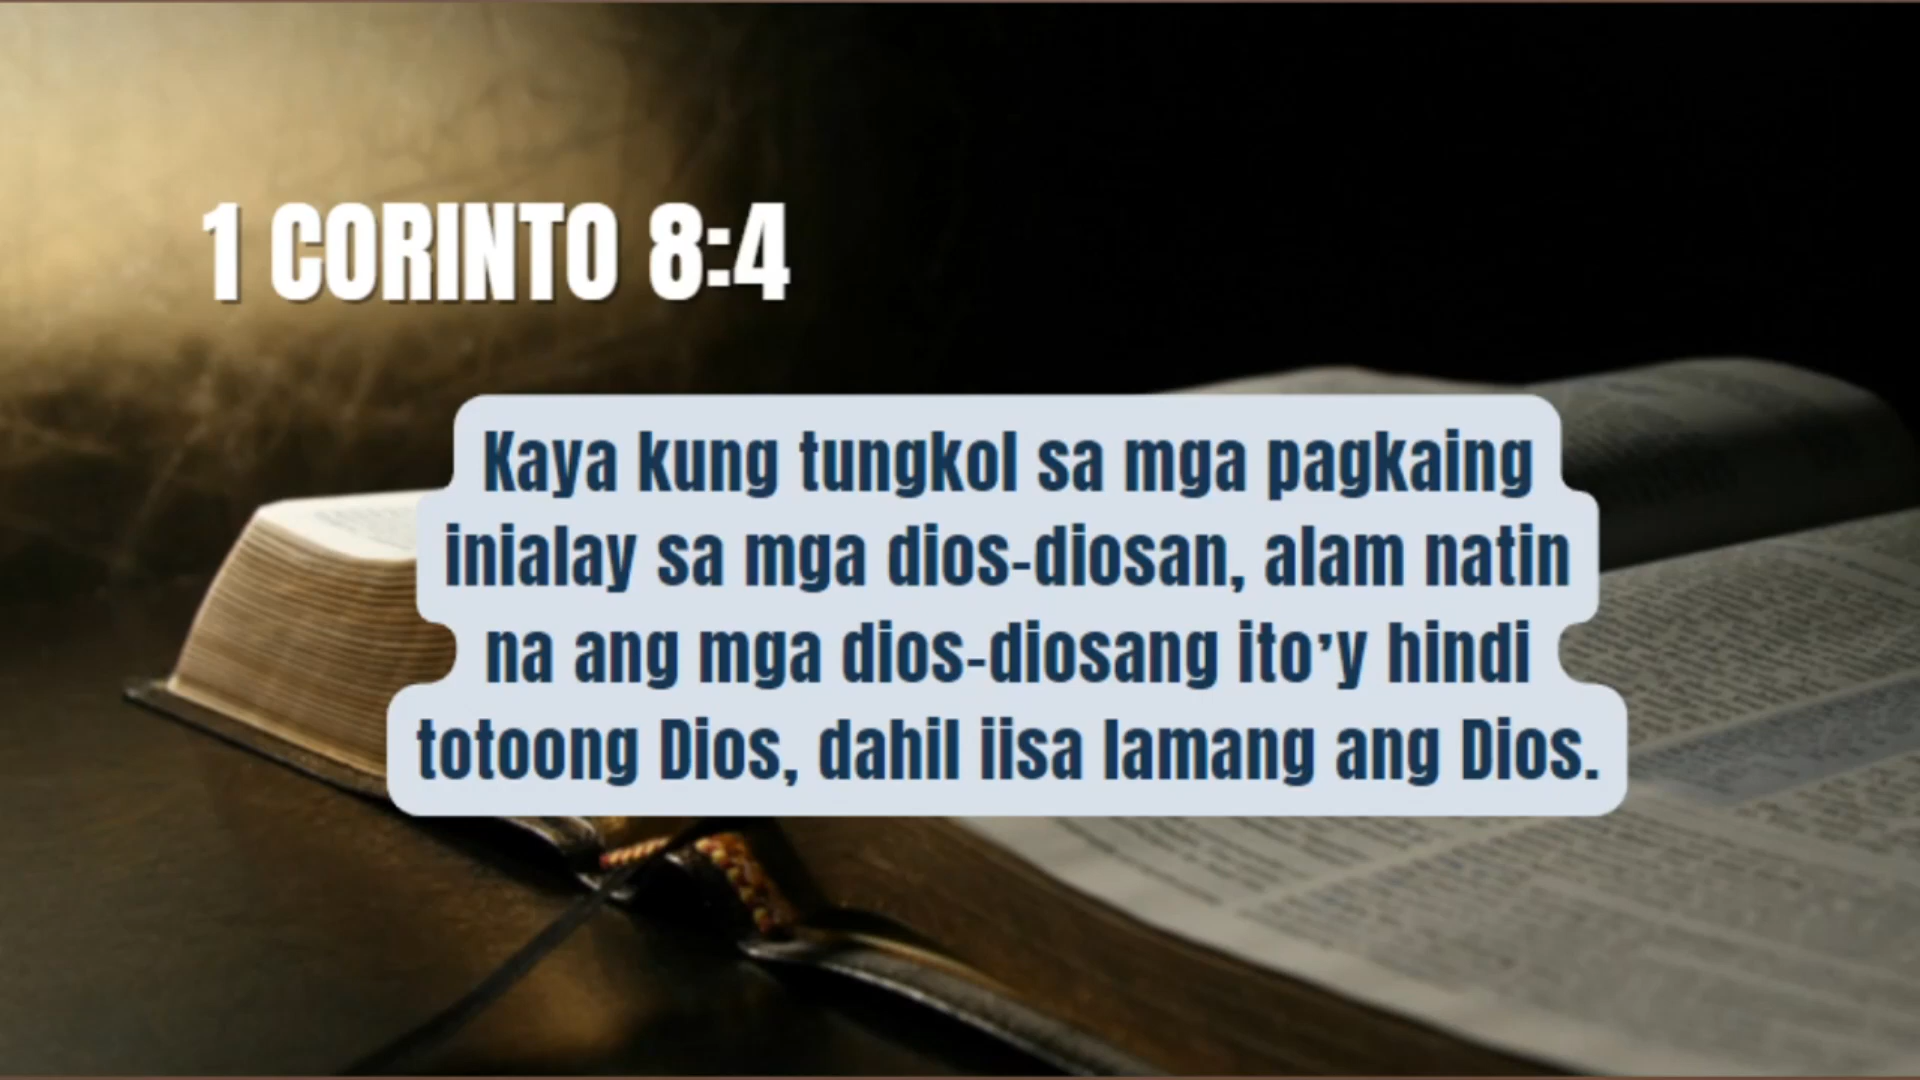 1 CORINTO 8:4
Kaya kung tungkol sa mga pagkaing
inialay sa mga dios-diosan, alam natin
na ang mga dios-diosang ito’y hindi
totoong Dios, dahil iisa lamang ang Dios.